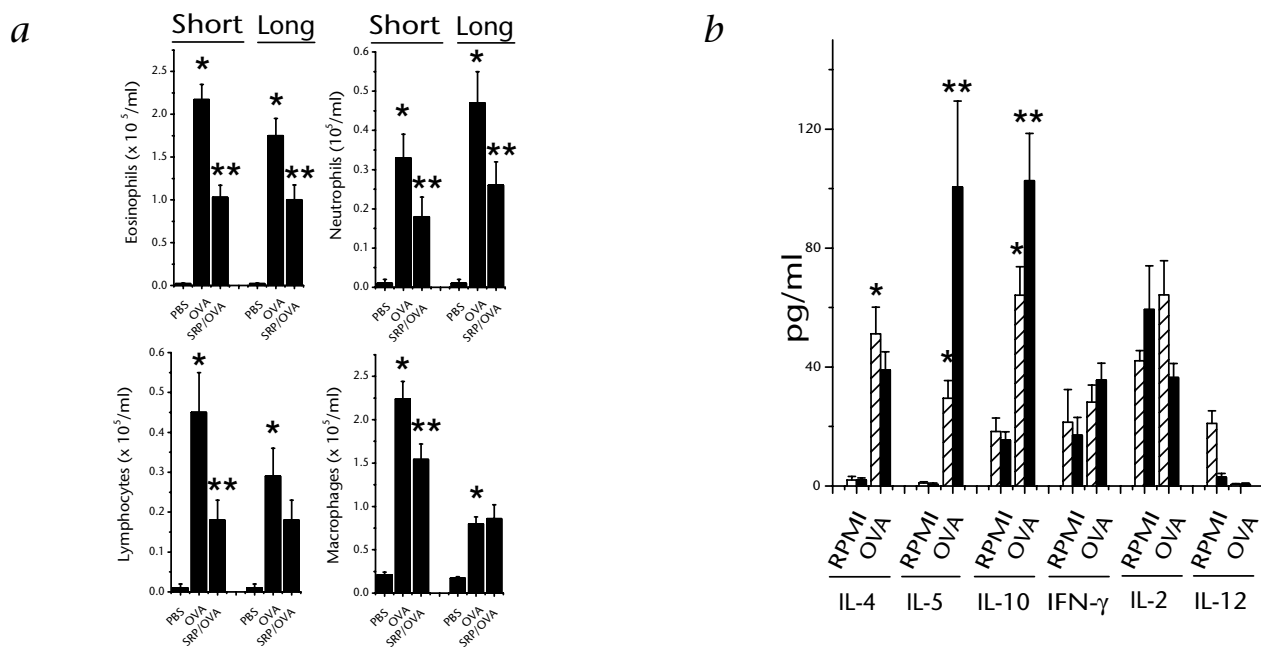 a
Short Long
Eosinophils (x 10 5/ml)
2.5
2.0
1.5
1.0
0.5
0.0
* ** * **
PBS OVA SRP/OVA PBS OVA SRP/OVA
Short Long
Neutrophils (10⁵/ml)
0.6
0.5
0.4
0.3
0.2
0.1
0.0
* ** * **
PBS OVA SRP/OVA PBS OVA SRP/OVA
Lymphocytes (x 10⁵/ml)
0.6
0.5
0.4
0.3
0.2
0.1
0.0
* ** *
PBS OVA SRP/OVA PBS OVA SRP/OVA
Macrophages (x 10⁵/ml)
2.5
2.0
1.5
1.0
0.5
0.0
* ** *
PBS OVA SRP/OVA PBS OVA SRP/OVA
b
pg/ml
120
80
40
0
* * ** * **
RPMI OVA RPMI OVA RPMI OVA RPMI OVA RPMI OVA RPMI OVA
IL-4 IL-5 IL-10 IFN-γ IL-2 IL-12